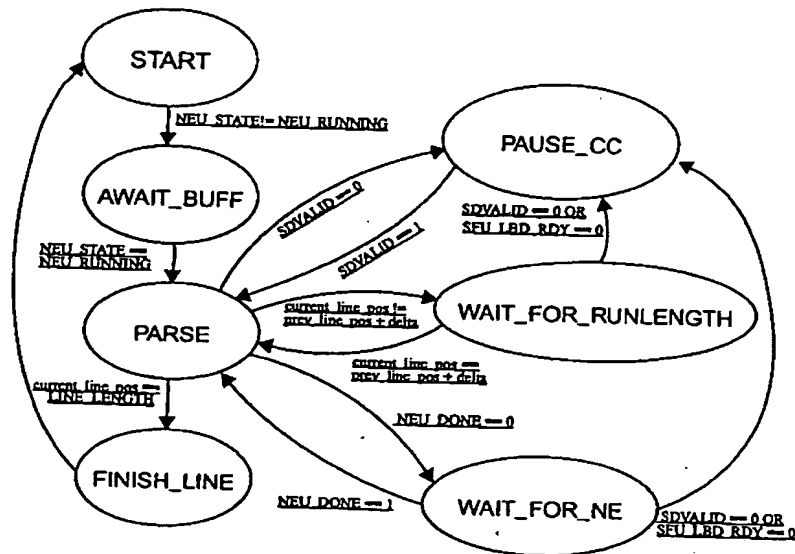 START
NEU_STATE!= NEU_RUNNING
PAUSE_CC
AWAIT_BUFF
SDVALID == 0
SDVALID == 0 OR
SFU_LBD_RDY == 0
SDVALID == 1
NEU_STATE ==
NEU_RUNNING
current_line_pos !=
prev_line_pos + delta
WAIT_FOR_RUNLENGTH
PARSE
current_line_pos ==
prev_line_pos + delta
current_line_pos ==
LINE_LENGTH
NEU_DONE == 0
FINISH_LINE
NEU_DONE == 1
WAIT_FOR_NE
SDVALID == 0 OR
SFU_LBD_RDY == 0